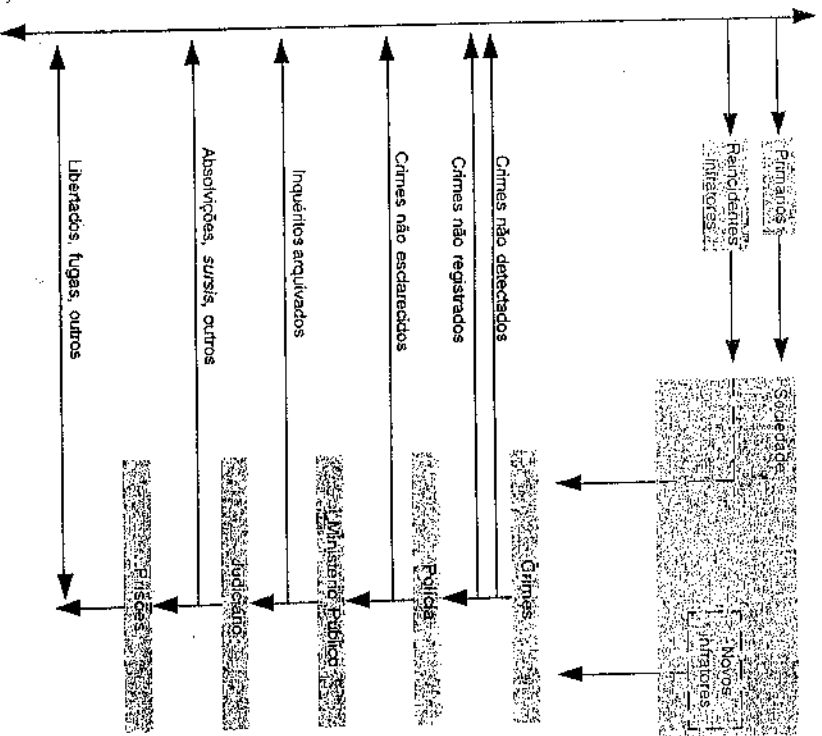 Primários
Reincidentes
infratores
Sociedade
Novos
infratores
Crimes
Crimes não detectados
Crimes não registrados
Polícia
Crimes não esclarecidos
Ministério Público
Inquéritos arquivados
Judiciário
Absolvições, sursis, outros
Prisões
Libertados, fugas, outros